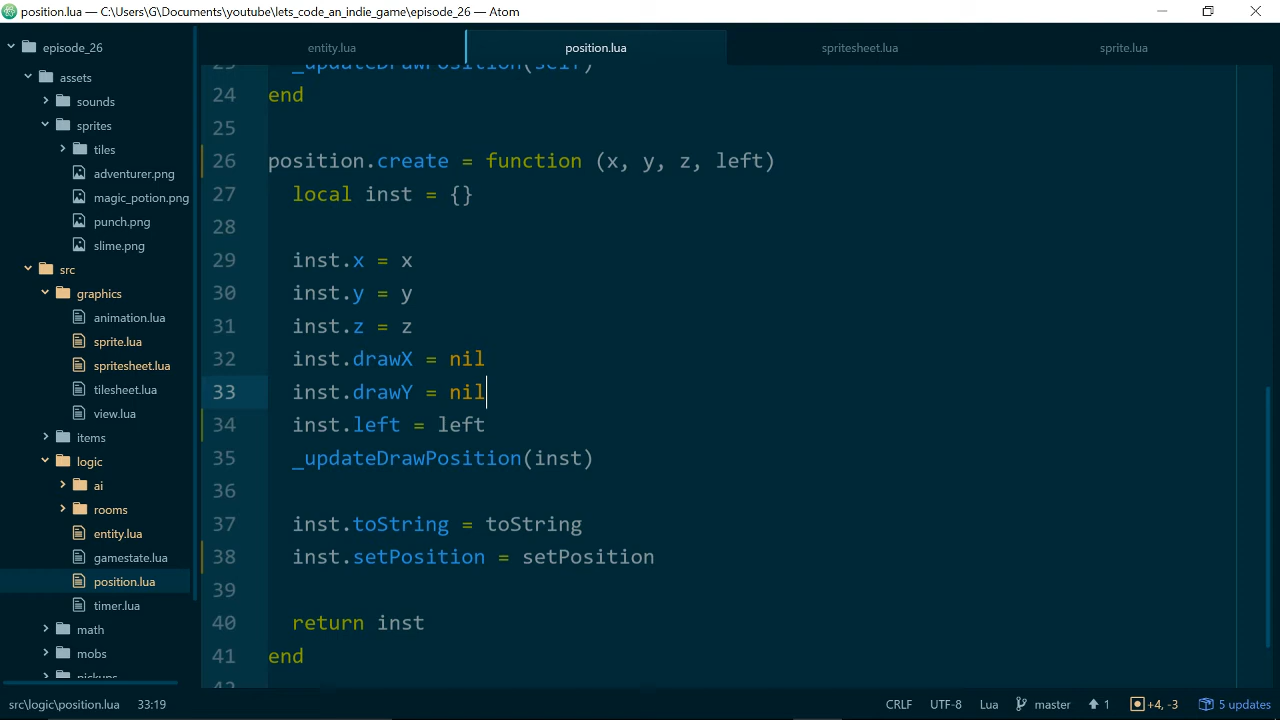 position.lua — C:\Users\G\Documents\youtube\lets_code_an_indie_game\episode_26 — Atom
episode_26
assets
sounds
sprites
tiles
adventurer.png
magic_potion.png
punch.png
slime.png
src
graphics
animation.lua
sprite.lua
spritesheet.lua
tilesheet.lua
view.lua
items
logic
ai
rooms
entity.lua
gamestate.lua
position.lua
timer.lua
math
mobs
pickups
entity.lua
position.lua
spritesheet.lua
sprite.lua
23 _updateDrawPosition(self)
24 end
25
26 position.create = function (x, y, z, left)
27 local inst = {}
28
29 inst.x = x
30 inst.y = y
31 inst.z = z
32 inst.drawX = nil
33 inst.drawY = nil
34 inst.left = left
35 _updateDrawPosition(inst)
36
37 inst.toString = toString
38 inst.setPosition = setPosition
39
40 return inst
41 end
src\logic\position.lua 33:19 CRLF UTF-8 Lua master 1 +4, -3 5 updates